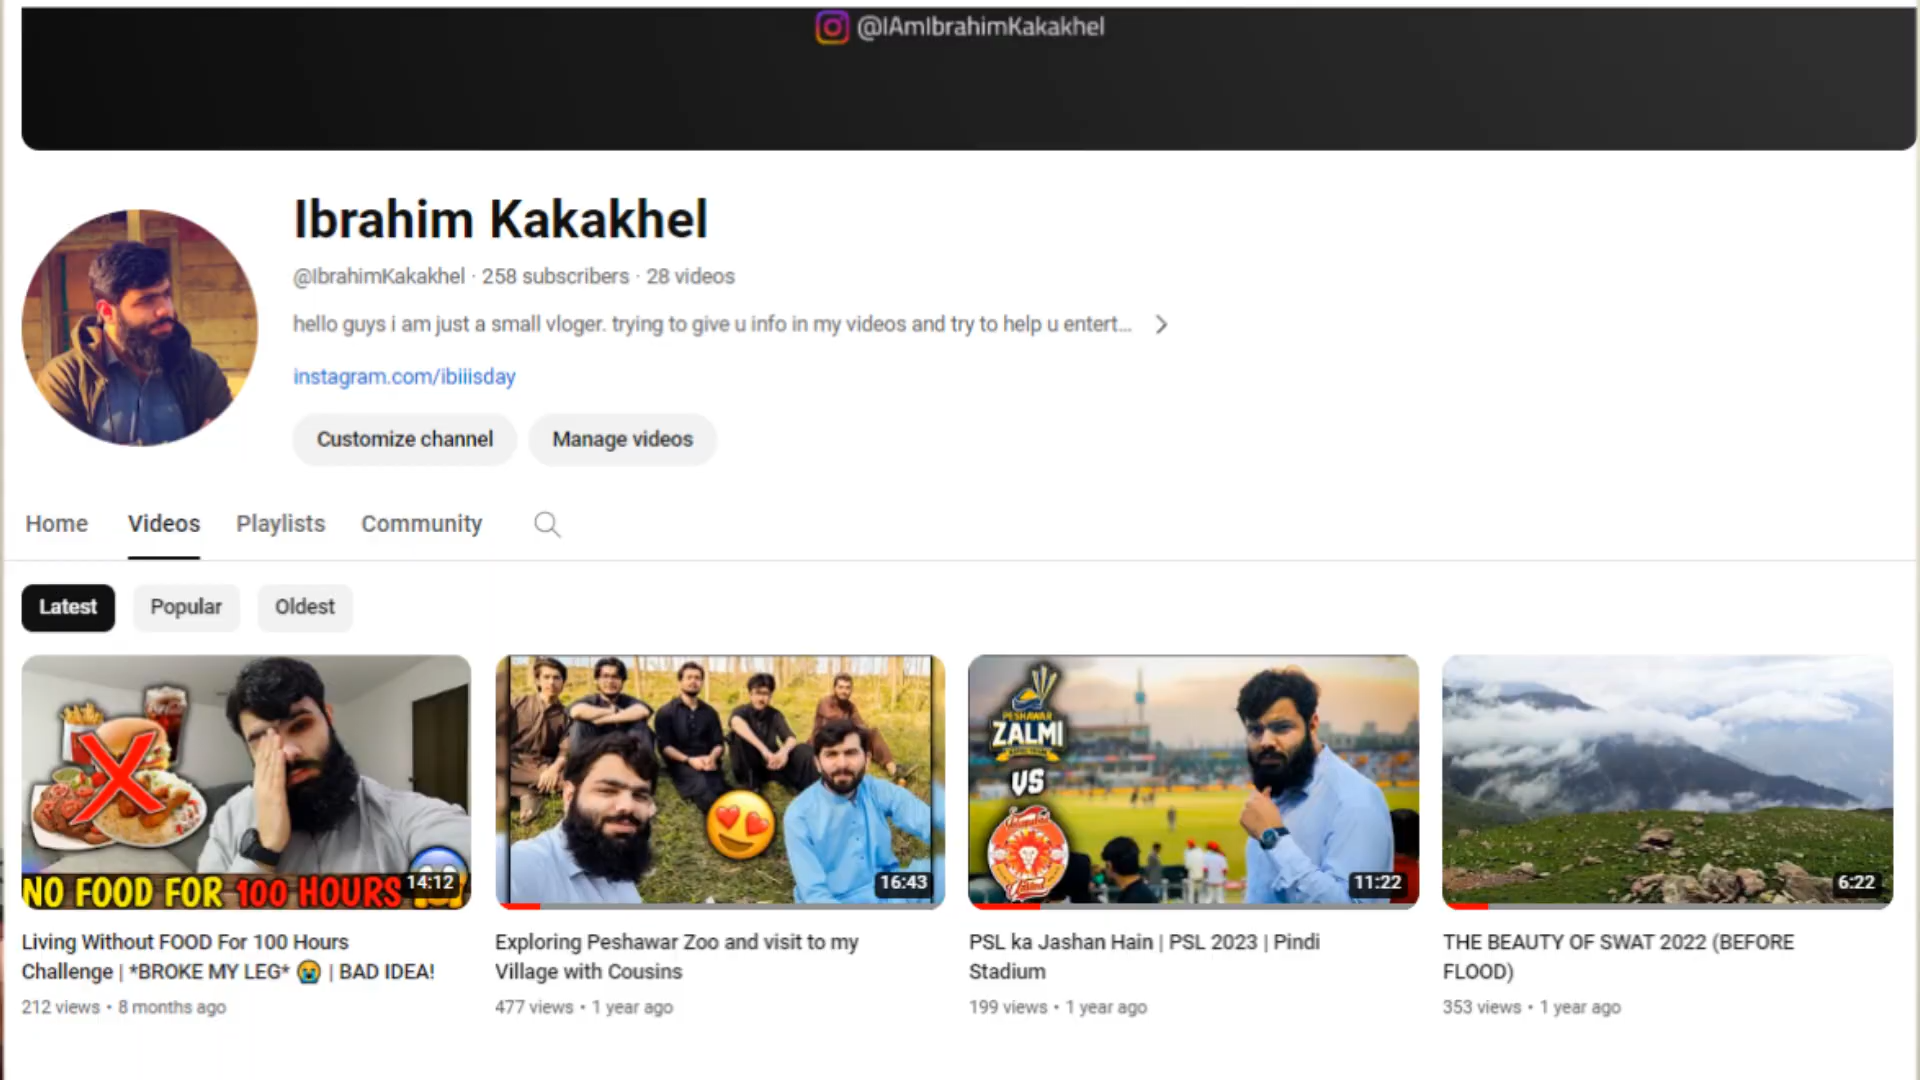 @IAmIbrahimKakakhel
Ibrahim Kakakhel
@IbrahimKakakhel · 258 subscribers · 28 videos
hello guys i am just a small vloger. trying to give u info in my videos and try to help u entert...
instagram.com/ibiiisday
Customize channel Manage videos
Home Videos Playlists Community
Latest Popular Oldest
NO FOOD FOR 100 HOURS 14:12
16:43
PESHAWAR
ZALMI
VS
United
11:22
6:22
Living Without FOOD For 100 Hours
Challenge | *BROKE MY LEG* 😭 | BAD IDEA!
212 views • 8 months ago
Exploring Peshawar Zoo and visit to my
Village with Cousins
477 views • 1 year ago
PSL ka Jashan Hain | PSL 2023 | Pindi
Stadium
199 views • 1 year ago
THE BEAUTY OF SWAT 2022 (BEFORE
FLOOD)
353 views • 1 year ago